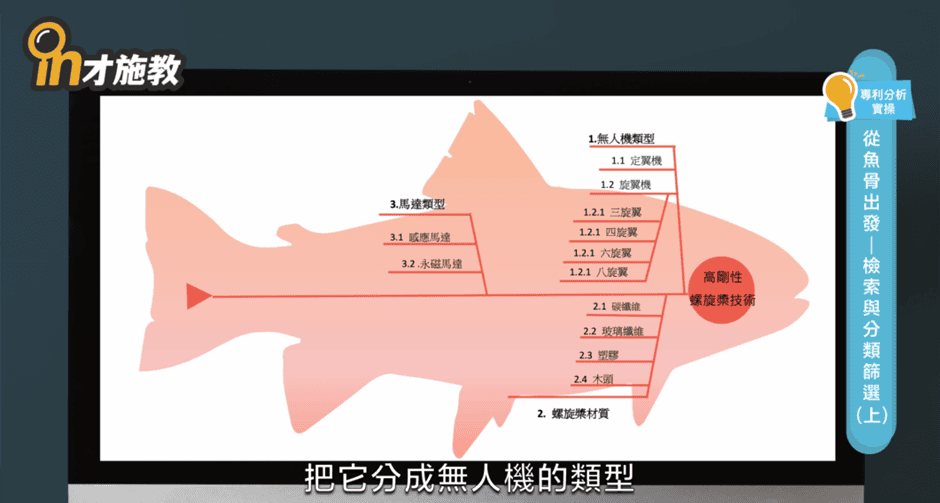 in才施教
專利分析
實操
從魚骨出發—檢索與分類篩選(上)
1.無人機類型
1.1 定翼機
1.2 旋翼機
1.2.1 三旋翼
1.2.1 四旋翼
1.2.1 六旋翼
1.2.1 八旋翼
3.馬達類型
3.1 感應馬達
3.2 .永磁馬達
高剛性
螺旋槳技術
2.1 碳纖維
2.2 玻璃纖維
2.3 塑膠
2.4 木頭
2. 螺旋槳材質
把它分成無人機的類型